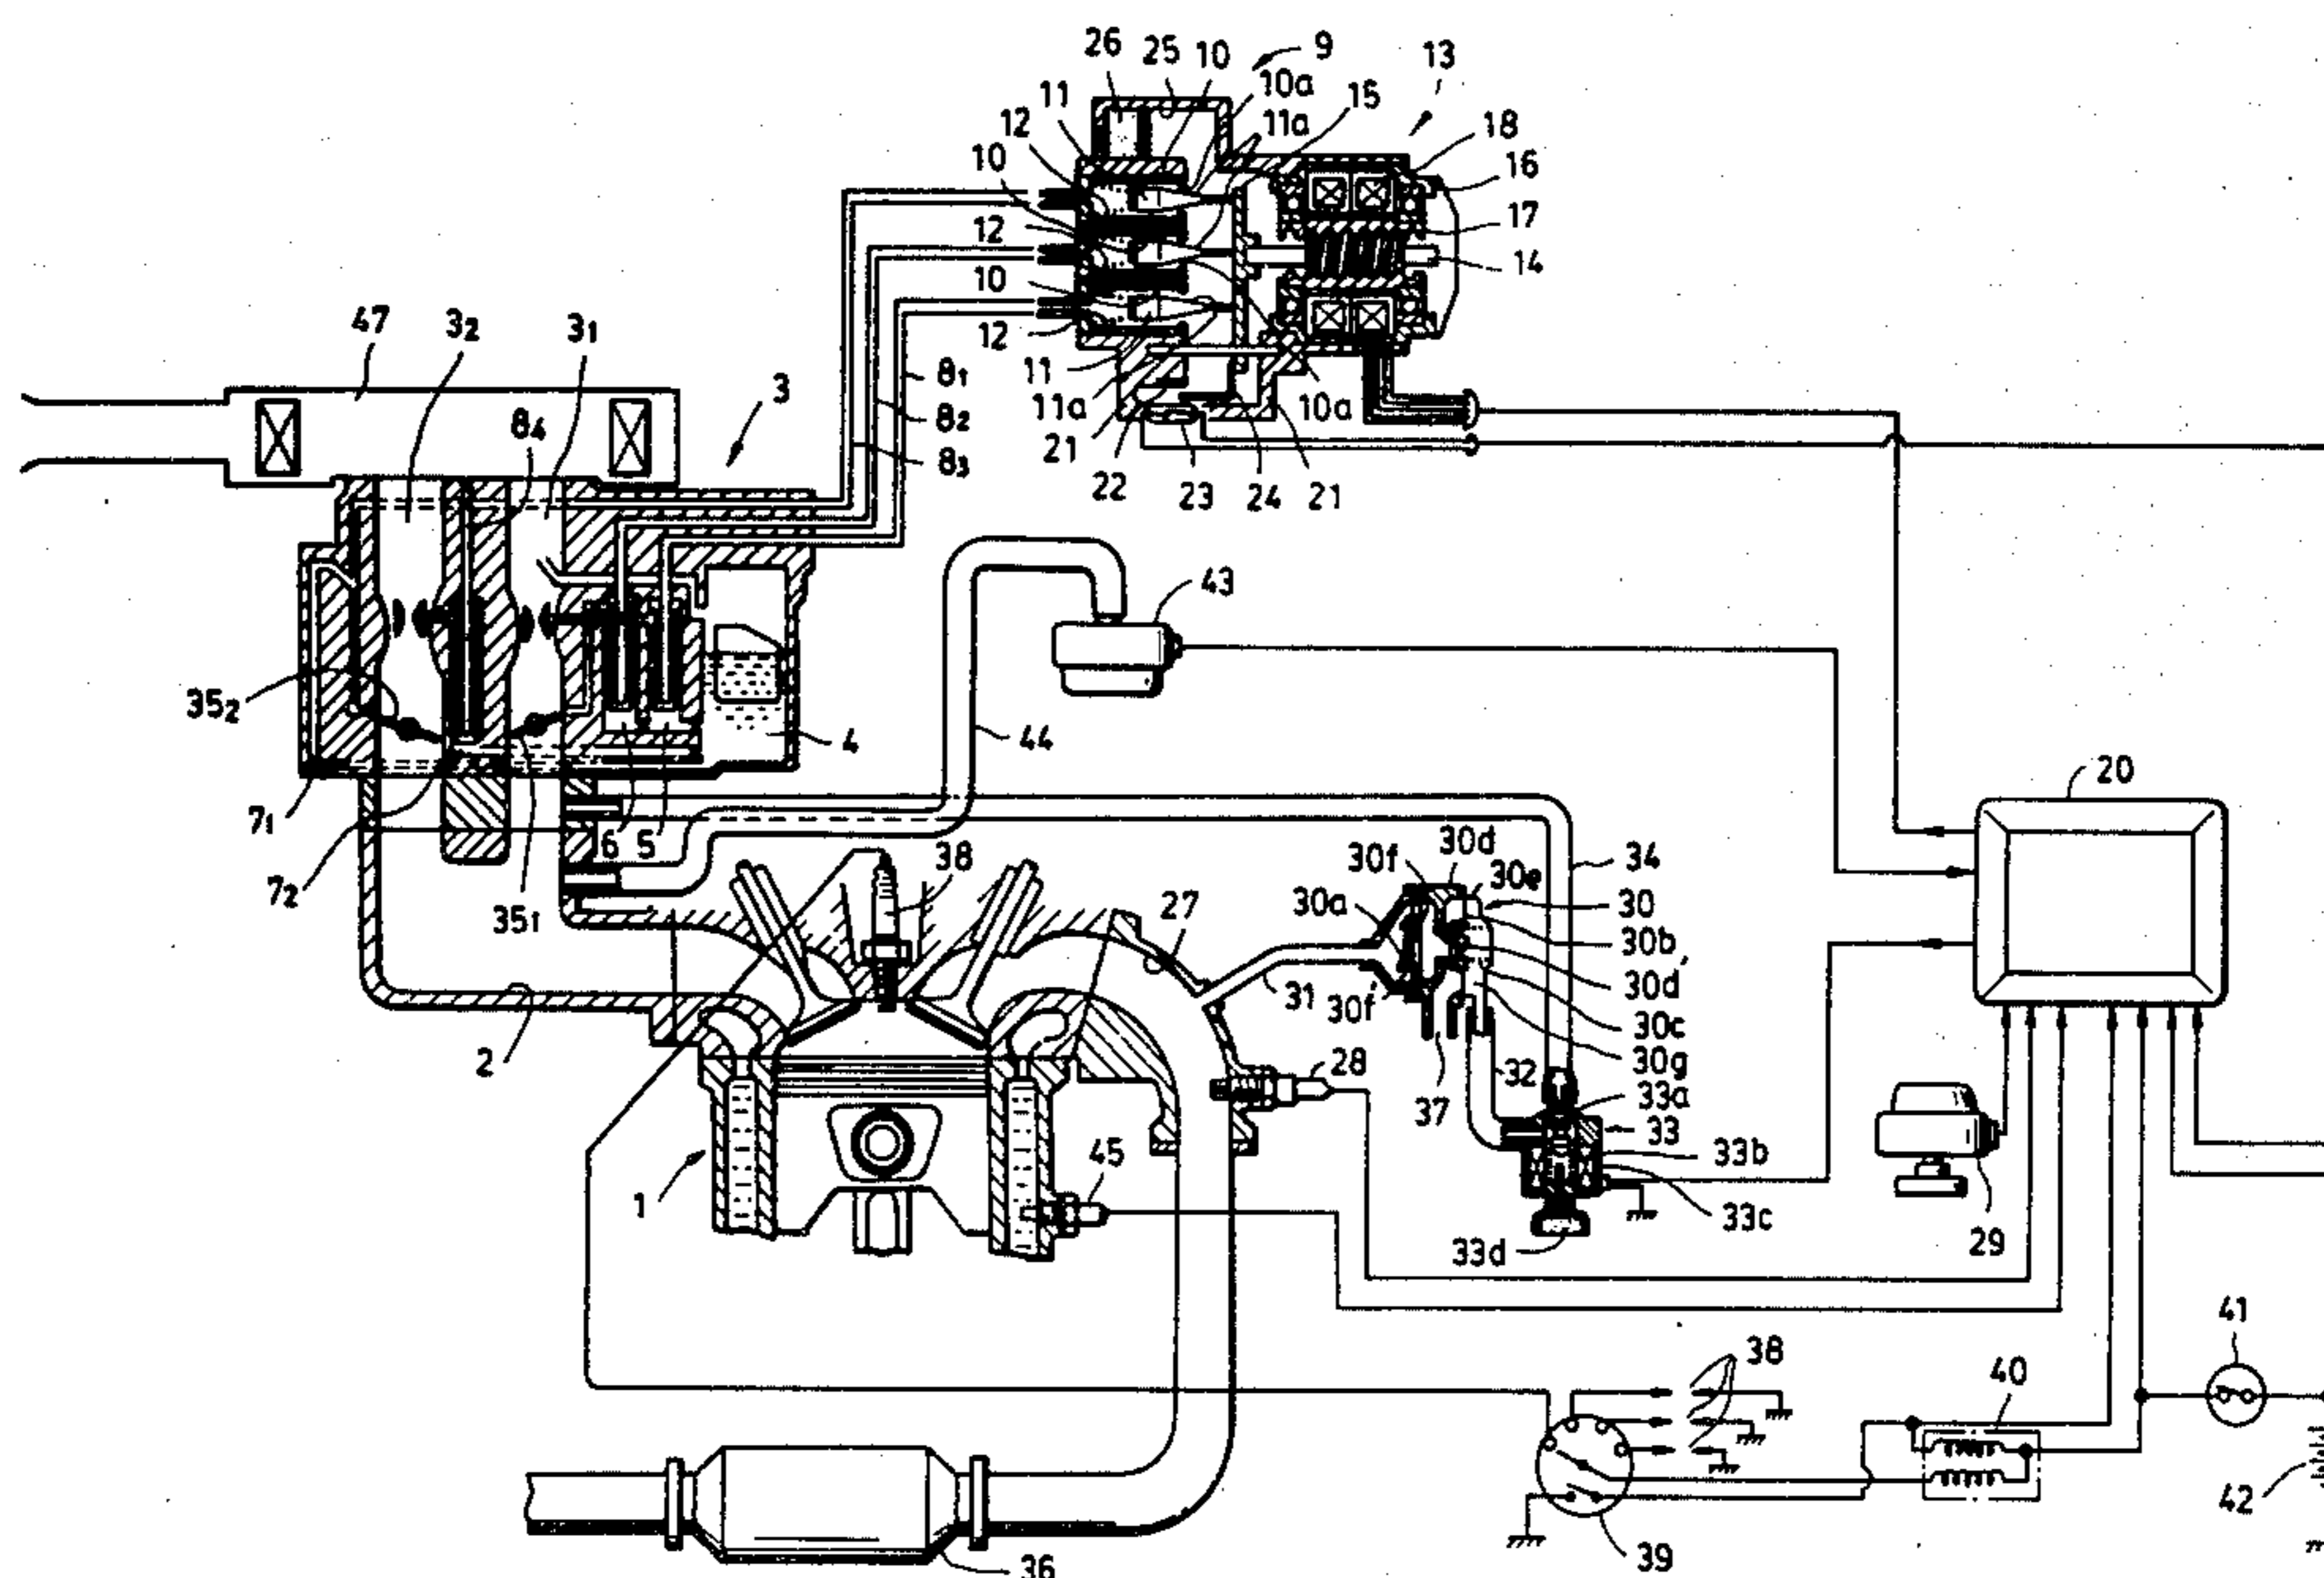 26 25 10 9 13
10a
11 11a 15
12 18
10 16
10 17
12
10 14
12
47 3₂ 3₁
11 8₁
3 11a 10a
8₂
8₄ 21
8₃ 22 23 24 21
43
35₂
4 44
20
7₁
6 5 38 30f 30d 34
7₂ 30e 30
35₁ 27 30a 30b
30d'
31 30f' 30c
2 30g
28 32 33a
37 33
45 33b
1 33c
29
33d
41
38 40
42
39
36